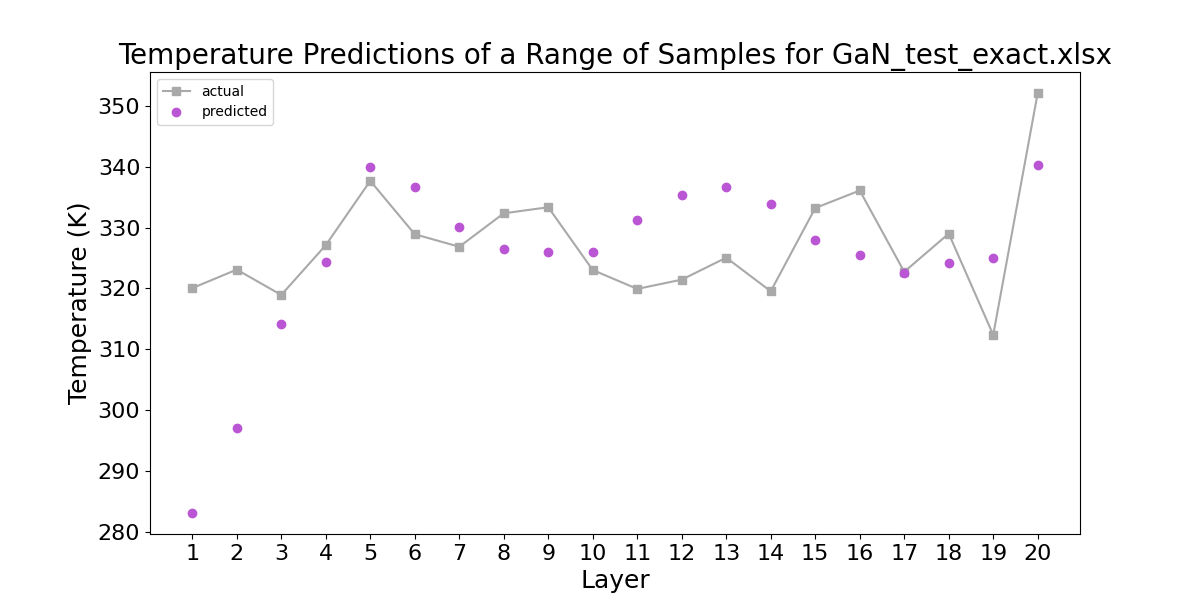 Temperature Predictions of a Range of Samples for GaN_test_exact.xlsx
actual
predicted
Temperature (K)
350
340
330
320
310
300
290
280
1 2 3 4 5 6 7 8 9 10 11 12 13 14 15 16 17 18 19 20
Layer